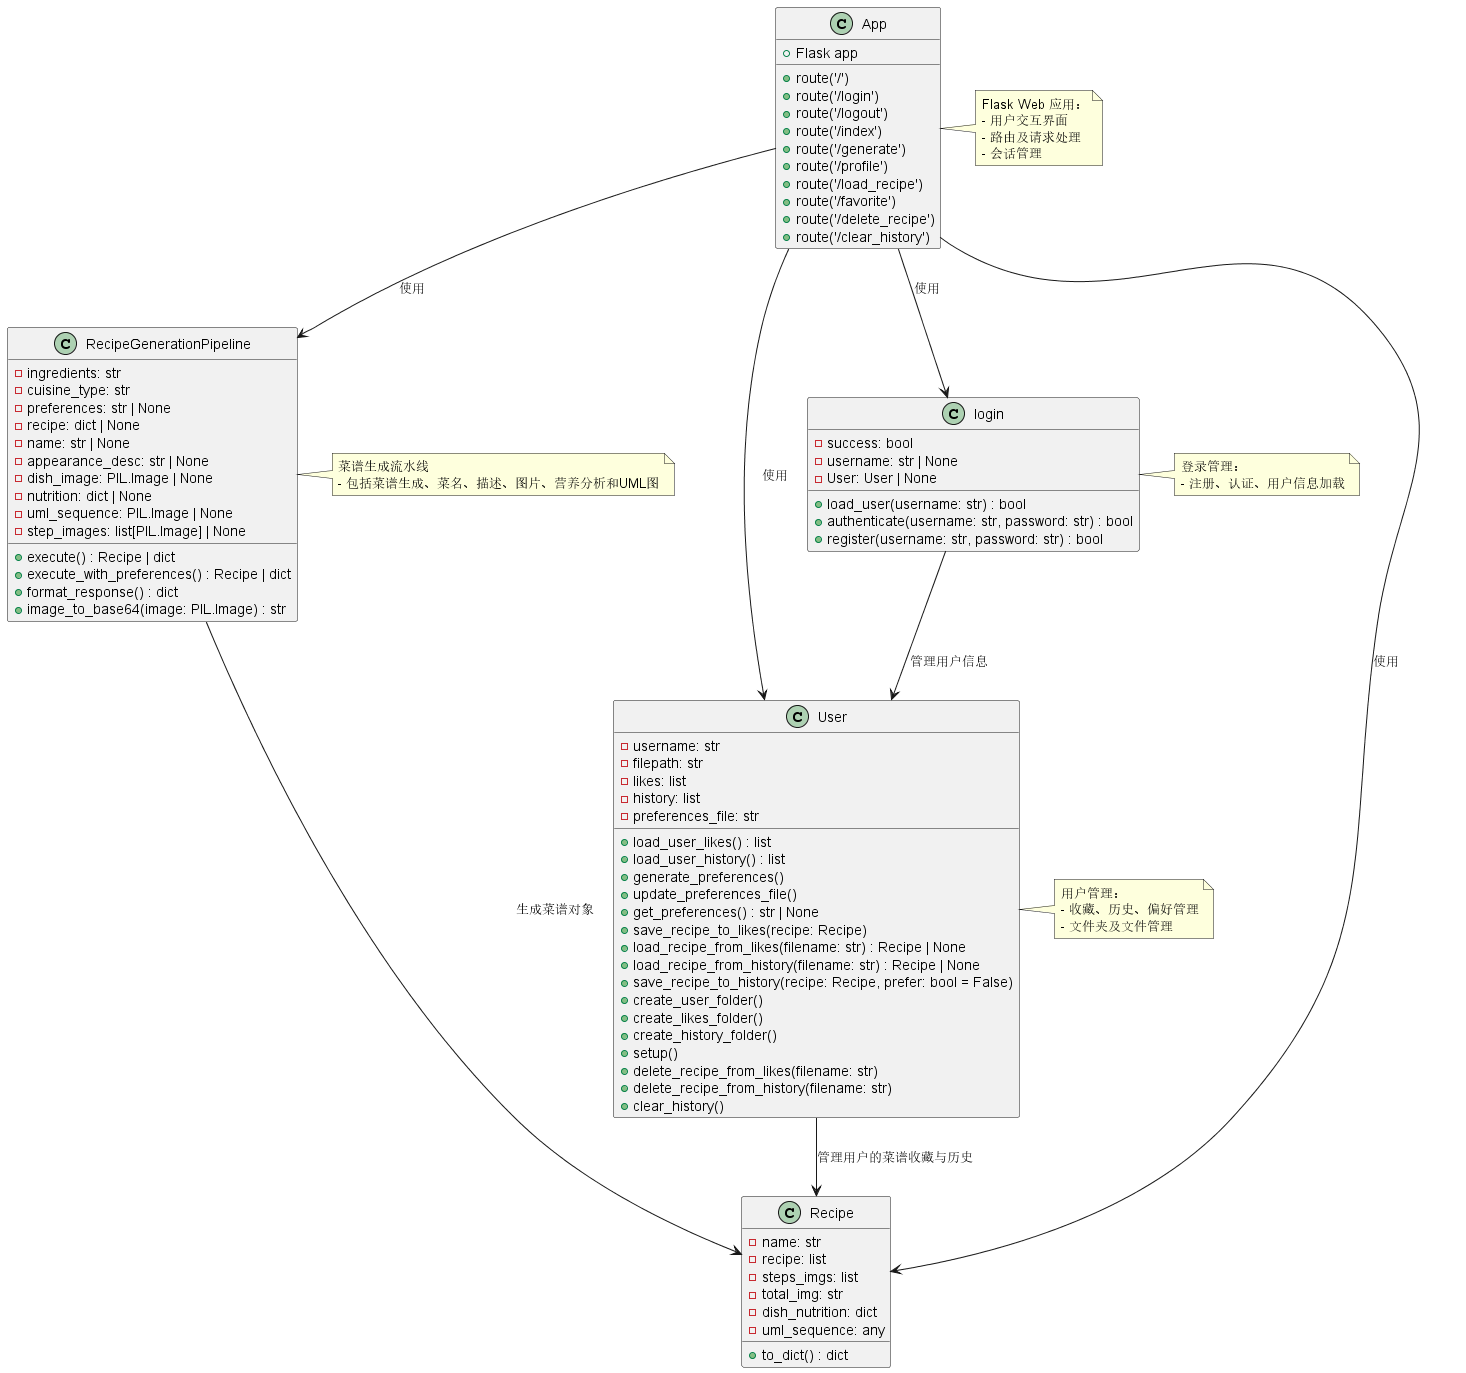 App
Flask app
route('/')
route('/login')
route('/logout')
route('/index')
route('/generate')
route('/profile')
route('/load_recipe')
route('/favorite')
route('/delete_recipe')
route('/clear_history')
Flask Web 应用：
- 用户交互界面
- 路由及请求处理
- 会话管理
使用
使用
RecipeGenerationPipeline
ingredients: str
cuisine_type: str
preferences: str | None
recipe: dict | None
name: str | None
appearance_desc: str | None
dish_image: PIL.Image | None
nutrition: dict | None
uml_sequence: PIL.Image | None
step_images: list[PIL.Image] | None
execute() : Recipe | dict
execute_with_preferences() : Recipe | dict
format_response() : dict
image_to_base64(image: PIL.Image) : str
菜谱生成流水线
- 包括菜谱生成、菜名、描述、图片、营养分析和UML图
使用
login
success: bool
username: str | None
User: User | None
load_user(username: str) : bool
authenticate(username: str, password: str) : bool
register(username: str, password: str) : bool
登录管理：
- 注册、认证、用户信息加载
管理用户信息
使用
User
username: str
filepath: str
likes: list
history: list
preferences_file: str
load_user_likes() : list
load_user_history() : list
generate_preferences()
update_preferences_file()
get_preferences() : str | None
save_recipe_to_likes(recipe: Recipe)
load_recipe_from_likes(filename: str) : Recipe | None
load_recipe_from_history(filename: str) : Recipe | None
save_recipe_to_history(recipe: Recipe, prefer: bool = False)
create_user_folder()
create_likes_folder()
create_history_folder()
setup()
delete_recipe_from_likes(filename: str)
delete_recipe_from_history(filename: str)
clear_history()
生成菜谱对象
用户管理：
- 收藏、历史、偏好管理
- 文件夹及文件管理
管理用户的菜谱收藏与历史
Recipe
name: str
recipe: list
steps_imgs: list
total_img: str
dish_nutrition: dict
uml_sequence: any
to_dict() : dict